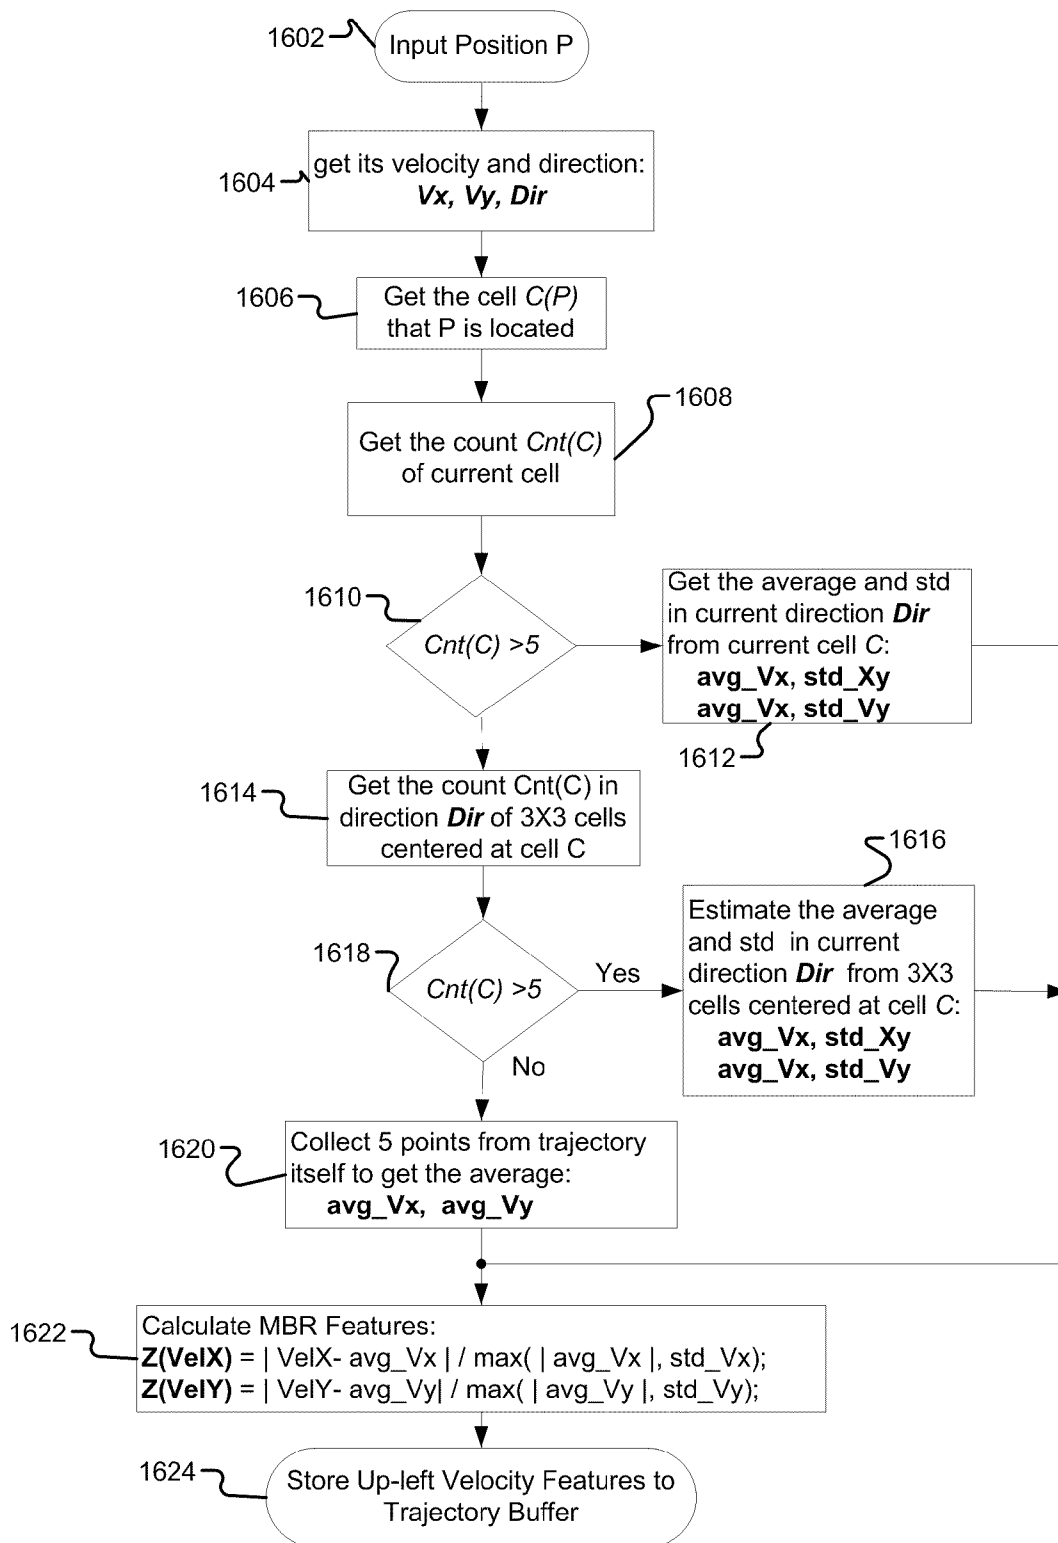 1602
Input Position P
1604
get its velocity and direction:
Vx, Vy, Dir
1606
Get the cell C(P)
that P is located
1608
Get the count Cnt(C)
of current cell
1610
Cnt(C) >5
Get the average and std
in current direction Dir
from current cell C:
avg_Vx, std_Xy
avg_Vx, std_Vy
1612
1614
Get the count Cnt(C) in
direction Dir of 3X3 cells
centered at cell C
1616
1618
Cnt(C) >5
Yes
No
Estimate the average
and std in current
direction Dir from 3X3
cells centered at cell C:
avg_Vx, std_Xy
avg_Vx, std_Vy
1620
Collect 5 points from trajectory
itself to get the average:
avg_Vx, avg_Vy
1622
Calculate MBR Features:
Z(VelX) = | VelX- avg_Vx | / max( | avg_Vx |, std_Vx);
Z(VelY) = | VelY- avg_Vy| / max( | avg_Vy |, std_Vy);
1624
Store Up-left Velocity Features to
Trajectory Buffer